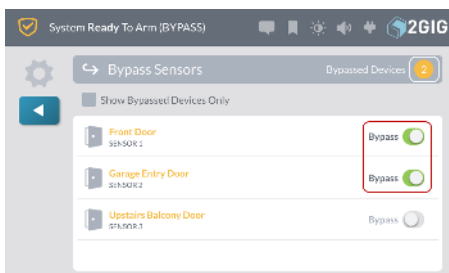 System Ready To Arm (BYPASS)
2GIG
Bypass Sensors
Bypassed Devices 2
Show Bypassed Devices Only
Front Door
SENSOR 1
Bypass
Garage Entry Door
SENSOR 2
Bypass
Upstairs Balcony Door
SENSOR 3
Bypass